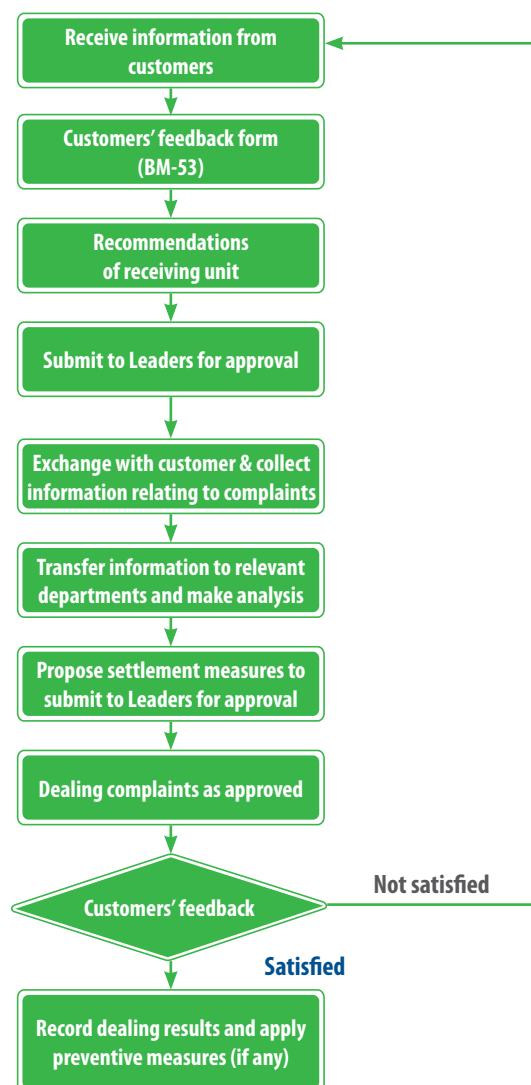 Receive information from
customers
Customers’ feedback form
(BM-53)
Recommendations
of receiving unit
Submit to Leaders for approval
Exchange with customer & collect
information relating to complaints
Transfer information to relevant
departments and make analysis
Propose settlement measures to
submit to Leaders for approval
Dealing complaints as approved
Customers’ feedback
Not satisfied
Satisfied
Record dealing results and apply
preventive measures (if any)